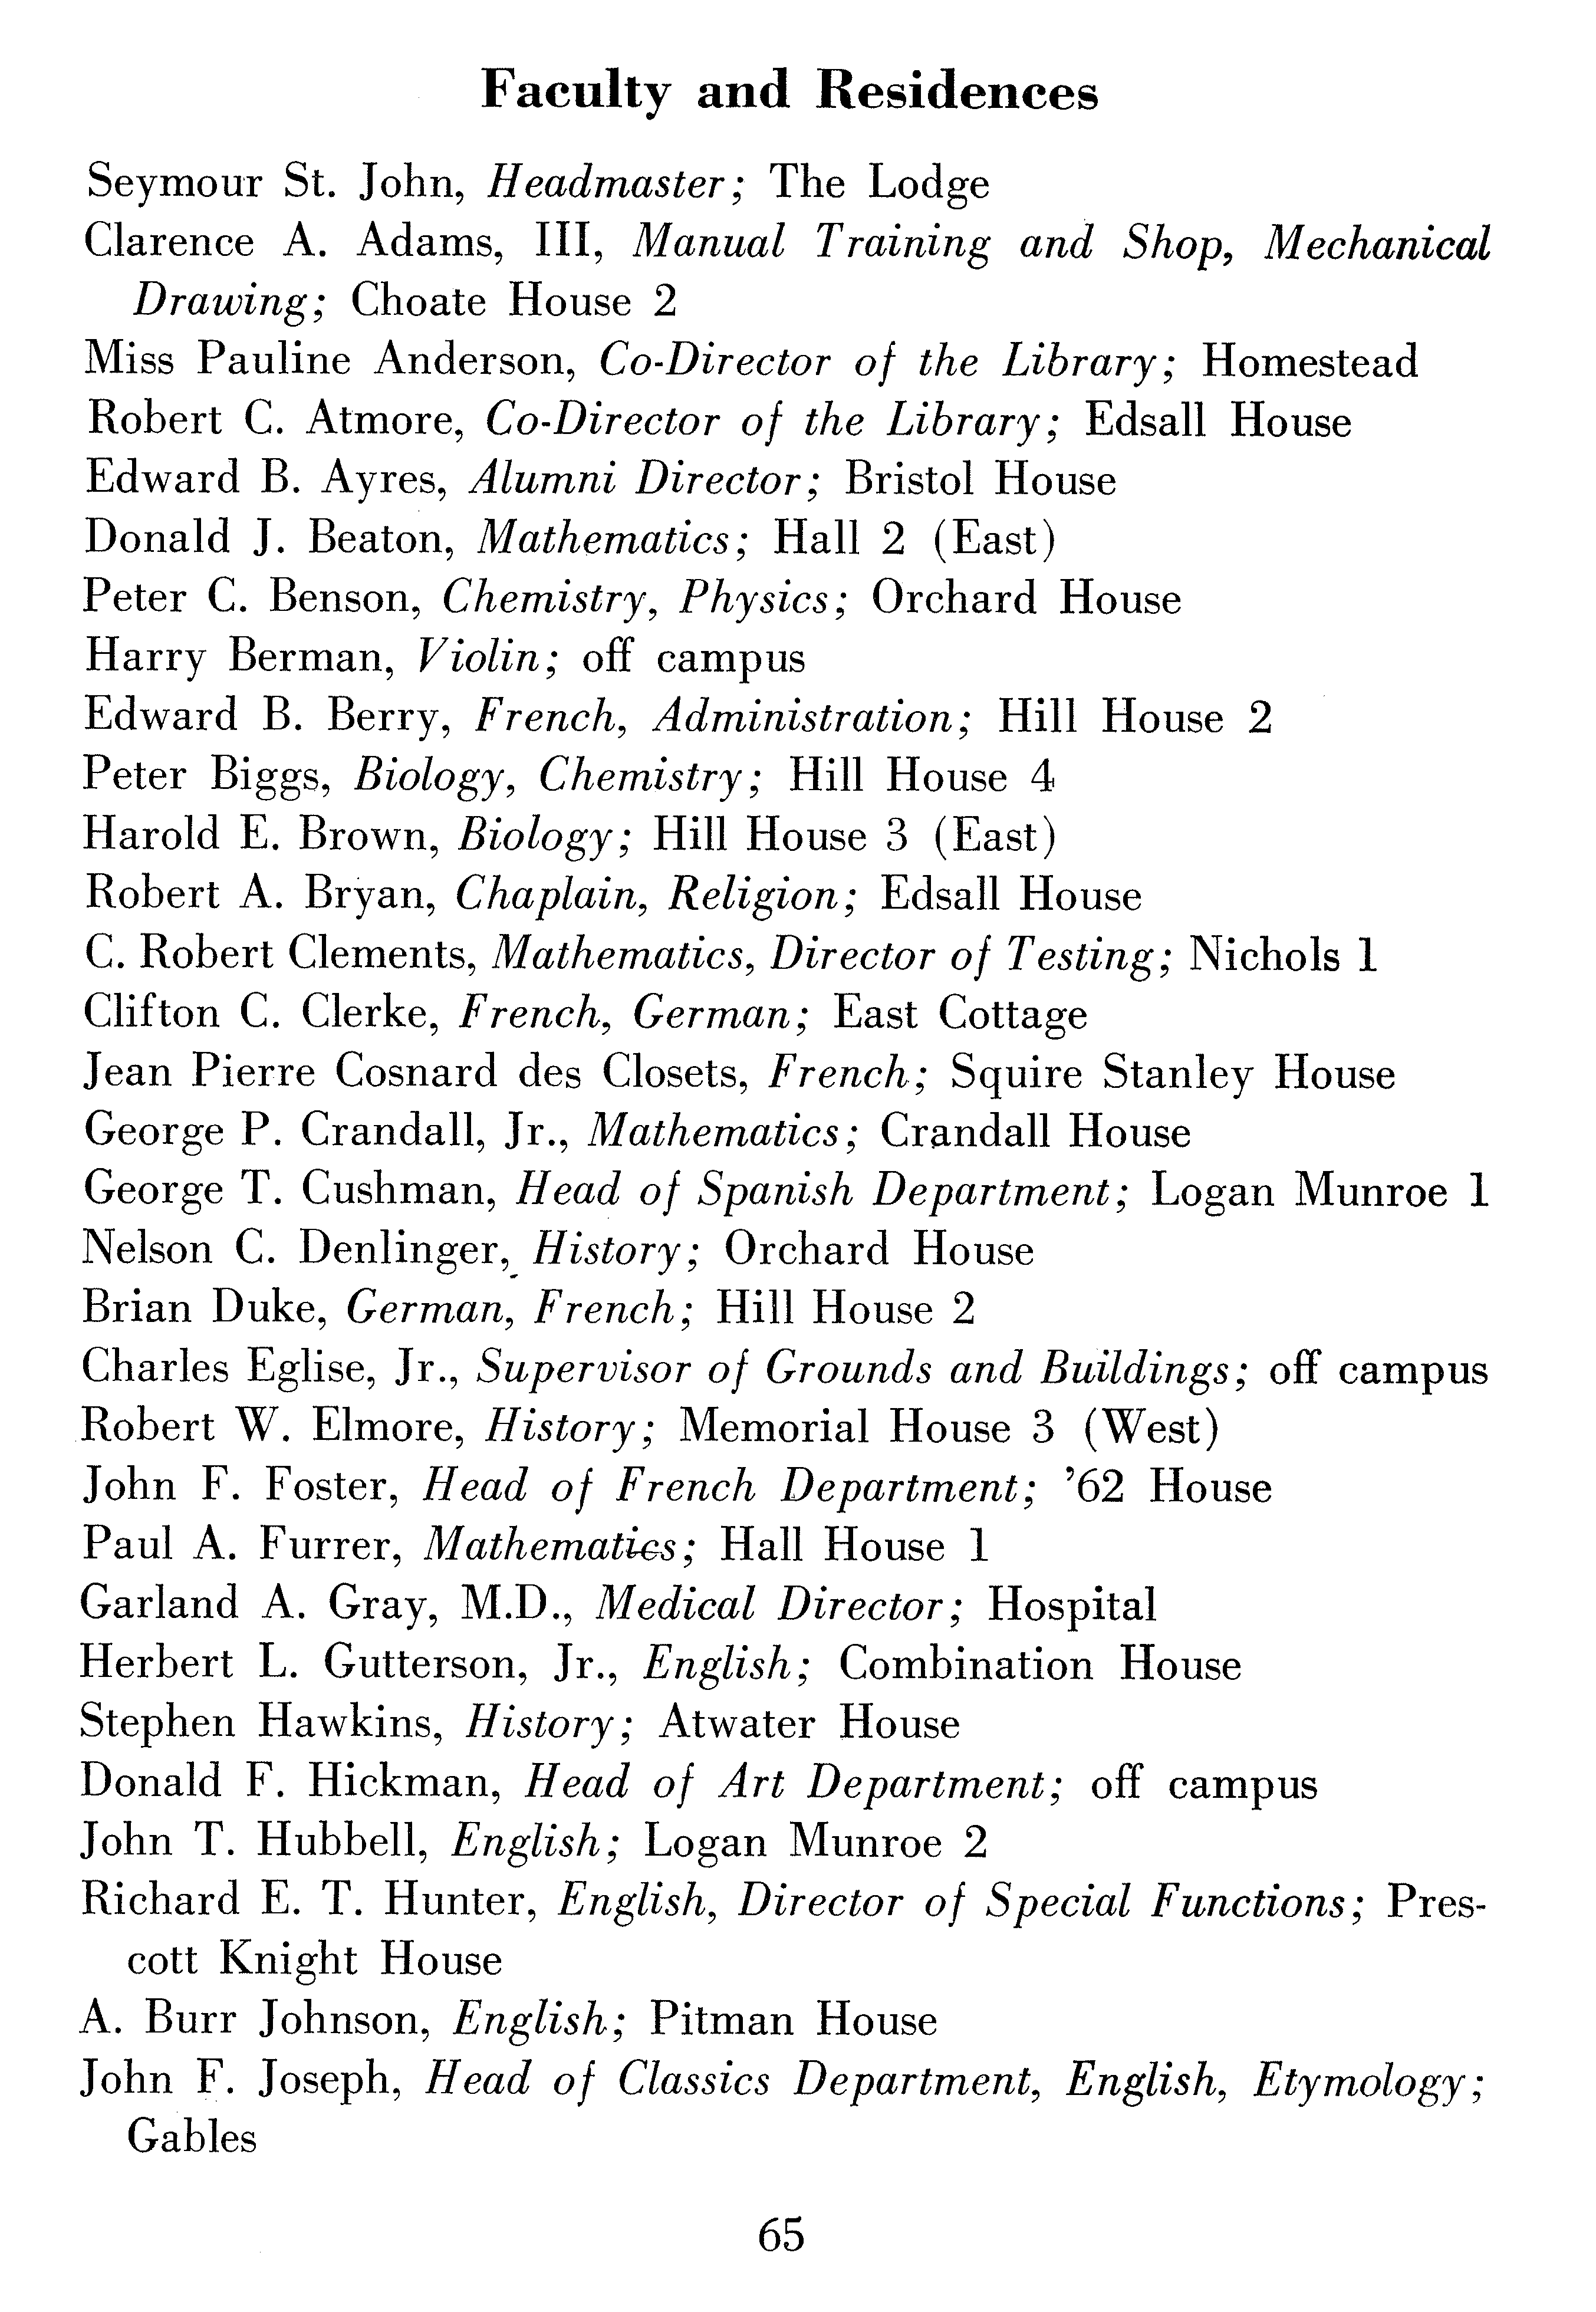 Faculty and Residences
Seymour St. John, Headmaster; The Lodge
Clarence A. Adams, III, Manual Training and Shop, Mechanical
Drawing; Choate House 2
Miss Pauline Anderson, Co-Director of the Library; Homestead
Robert C. Atmore, Co-Director of the Library; Edsall House
Edward B. Ayres, Alumni Director; Bristol House
Donald J. Beaton, Mathematics; Hall 2 (East)
Peter C. Benson, Chemistry, Physics; Orchard House
Harry Berman, Violin; off campus
Edward B. Berry, French, Administration; Hill House 2
Peter Biggs, Biology, Chemistry; Hill House 4
Harold E. Brown, Biology; Hill House 3 (East)
Robert A. Bryan, Chaplain, Religion; Edsall House
C. Robert Clements, Mathematics, Director of Testing; Nichols 1
Clifton C. Clerke, French, German; East Cottage
Jean Pierre Cosnard des Closets, French; Squire Stanley House
George P. Crandall, Jr., Mathematics; Crandall House
George T. Cushman, Head of Spanish Department; Logan Munroe 1
Nelson C. Denlinger, History; Orchard House
Brian Duke, German, French; Hill House 2
Charles Eglise, Jr., Supervisor of Grounds and Buildings; off campus
Robert W. Elmore, History; Memorial House 3 (West)
John F. Foster, Head of French Department; ’62 House
Paul A. Furrer, Mathematics; Hall House 1
Garland A. Gray, M.D., Medical Director; Hospital
Herbert L. Gutterson, Jr., English; Combination House
Stephen Hawkins, History; Atwater House
Donald F. Hickman, Head of Art Department; off campus
John T. Hubbell, English; Logan Munroe 2
Richard E. T. Hunter, English, Director of Special Functions; Pres-
cott Knight House
A. Burr Johnson, English; Pitman House
John F. Joseph, Head of Classics Department, English, Etymology;
Gables
65